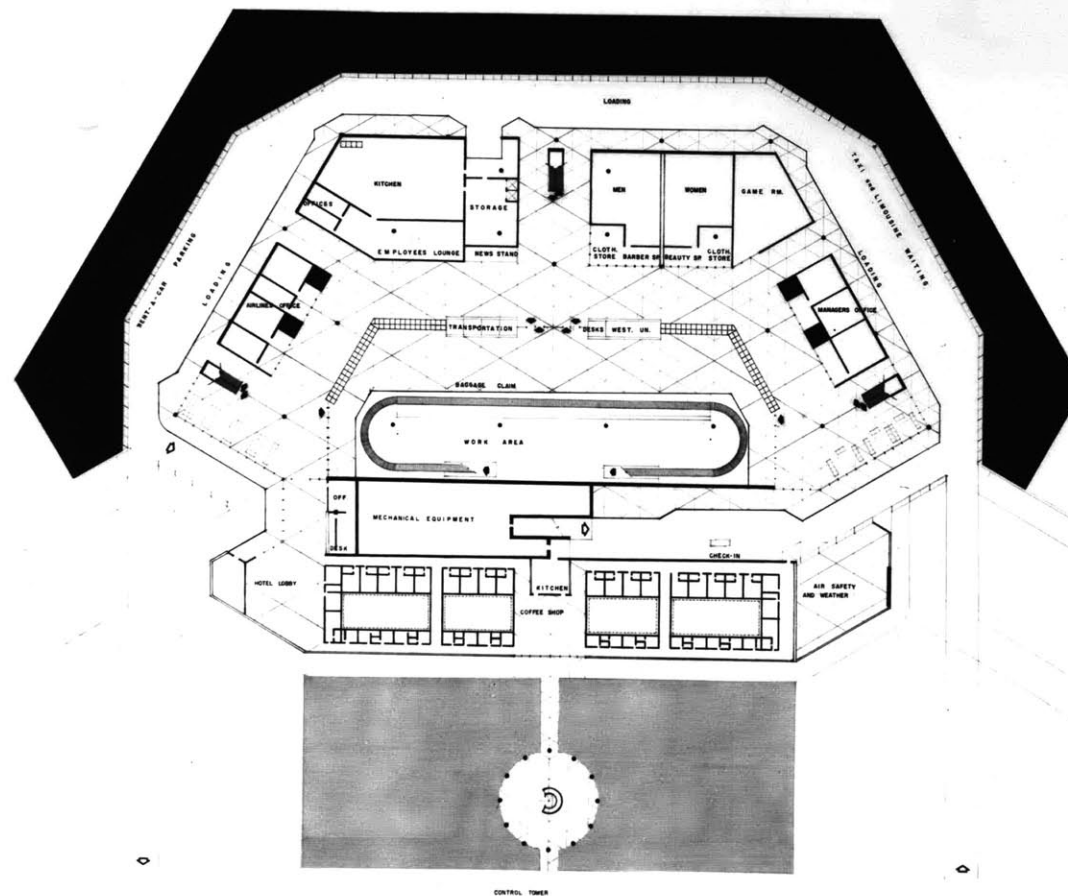 LOADING
TAXI and LIMOUSINE WAITING
KITCHEN
MEN
WOMEN
GAME RM.
OFFICES
STORAGE
EMPLOYEES LOUNGE
NEWS STAND
CLOTH.
STORE
BARBER SP.
BEAUTY SP.
CLOTH.
STORE
RENT-A-CAR PARKING
LOADING
LOADING
AIRLINES OFFICE
MANAGERS OFFICE
TRANSPORTATION
DESKS WEST. UN.
BAGGAGE CLAIM
WORK AREA
OFF
MECHANICAL EQUIPMENT
DESK
CHECK-IN
HOTEL LOBBY
KITCHEN
COFFEE SHOP
AIR SAFETY
AND WEATHER
CONTROL TOWER